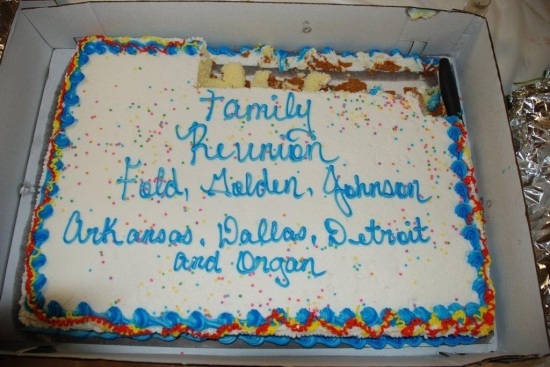 Family
Reunion
Fold, Golden, Johnson
Arkansas, Dallas, Detroit
and Organ